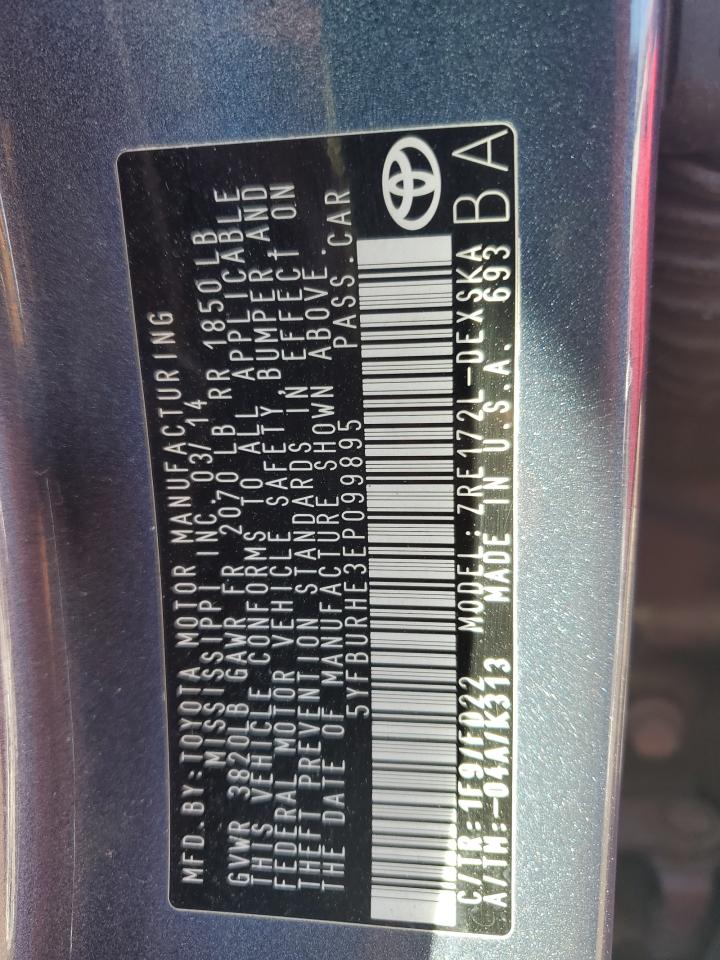 MFD. BY: TOYOTA MOTOR MANUFACTURING
MISSISSIPPI INC. 03/14
GVWR 3820LB GAWR FR 2070 LB RR 1850 LB
THIS VEHICLE CONFORMS TO ALL APPLICABLE
FEDERAL MOTOR VEHICLE SAFETY, BUMPER, AND
THEFT PREVENTION STANDARDS IN EFFECT ON
THE DATE OF MANUFACTURE SHOWN ABOVE.
5YFBURHE3EP099895 PASS. CAR
C/TR: 1F9/FD22 MODEL: ZRE172L-DEXSKA
A/TM: -04A/K313 MADE IN U.S.A. 693
BA